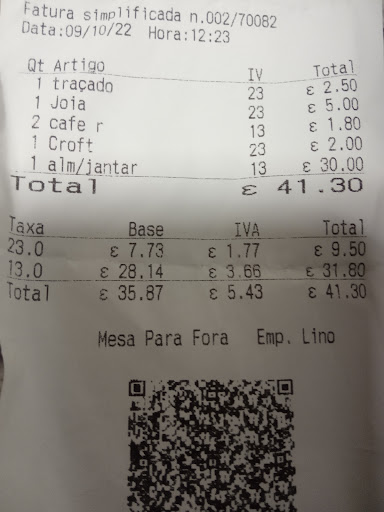 Fatura simplificada n.002/70082
Data:09/10/22 Hora:12:23
Qt Artigo IV Total
1 traçado 23 ε 2.50
1 Joia 23 ε 5.00
2 cafe r 13 ε 1.80
1 Croft 23 ε 2.00
1 alm/jantar 13 ε 30.00
Total ε 41.30
Taxa Base IVA Total
23.0 ε 7.73 ε 1.77 ε 9.50
13.0 ε 28.14 ε 3.66 ε 31.80
Total ε 35.87 ε 5.43 ε 41.30
Mesa Para Fora Emp. Lino